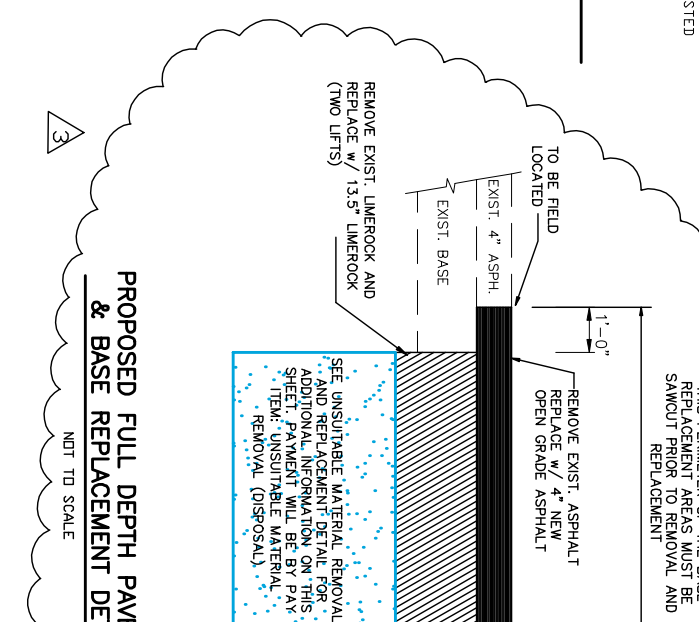 STED
REPLACEMENT AREAS MUST BE
SAWCUT PRIOR TO REMOVAL AND
REPLACEMENT
1'-0"
TO BE FIELD
LOCATED
REMOVE EXIST. ASPHALT
REPLACE w/ 4" NEW
OPEN GRADE ASPHALT
EXIST. 4" ASPH.
EXIST. BASE
REMOVE EXIST. LIMEROCK AND
REPLACE w/ 13.5" LIMEROCK
(TWO LIFTS)
SEE UNSUITABLE MATERIAL REMOVAL
AND REPLACEMENT DETAIL FOR
ADDITIONAL INFORMATION ON THIS
SHEET. PAYMENT WILL BE BY PAY
ITEM: UNSUITABLE MATERIAL
REMOVAL (DISPOSAL)
PROPOSED FULL DEPTH PAV
& BASE REPLACEMENT DE
NOT TO SCALE
3